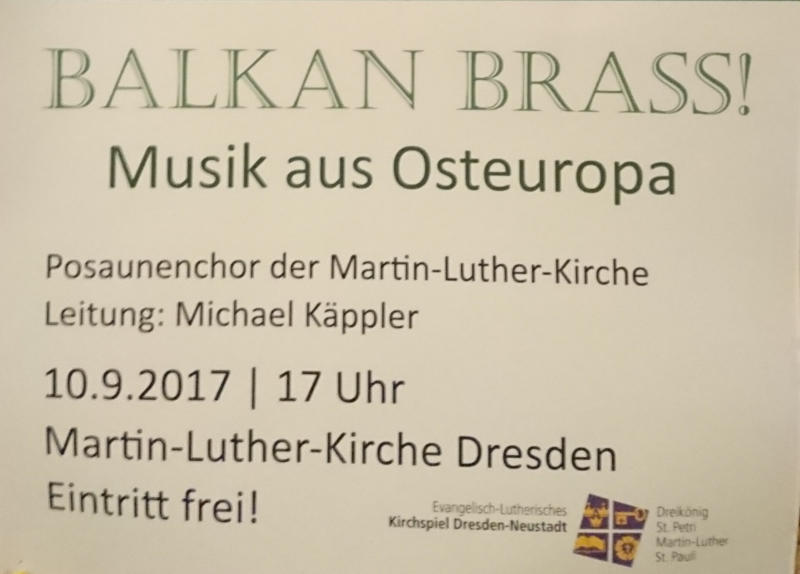 BALKAN BRASS!
Musik aus Osteuropa
Posaunenchor der Martin-Luther-Kirche
Leitung: Michael Käppler
10.9.2017 | 17 Uhr
Martin-Luther-Kirche Dresden
Eintritt frei!
Evangelisch-Lutherisches
Kirchspiel Dresden-Neustadt
Dreikönig
St. Petri
Martin-Luther
St. Pauli